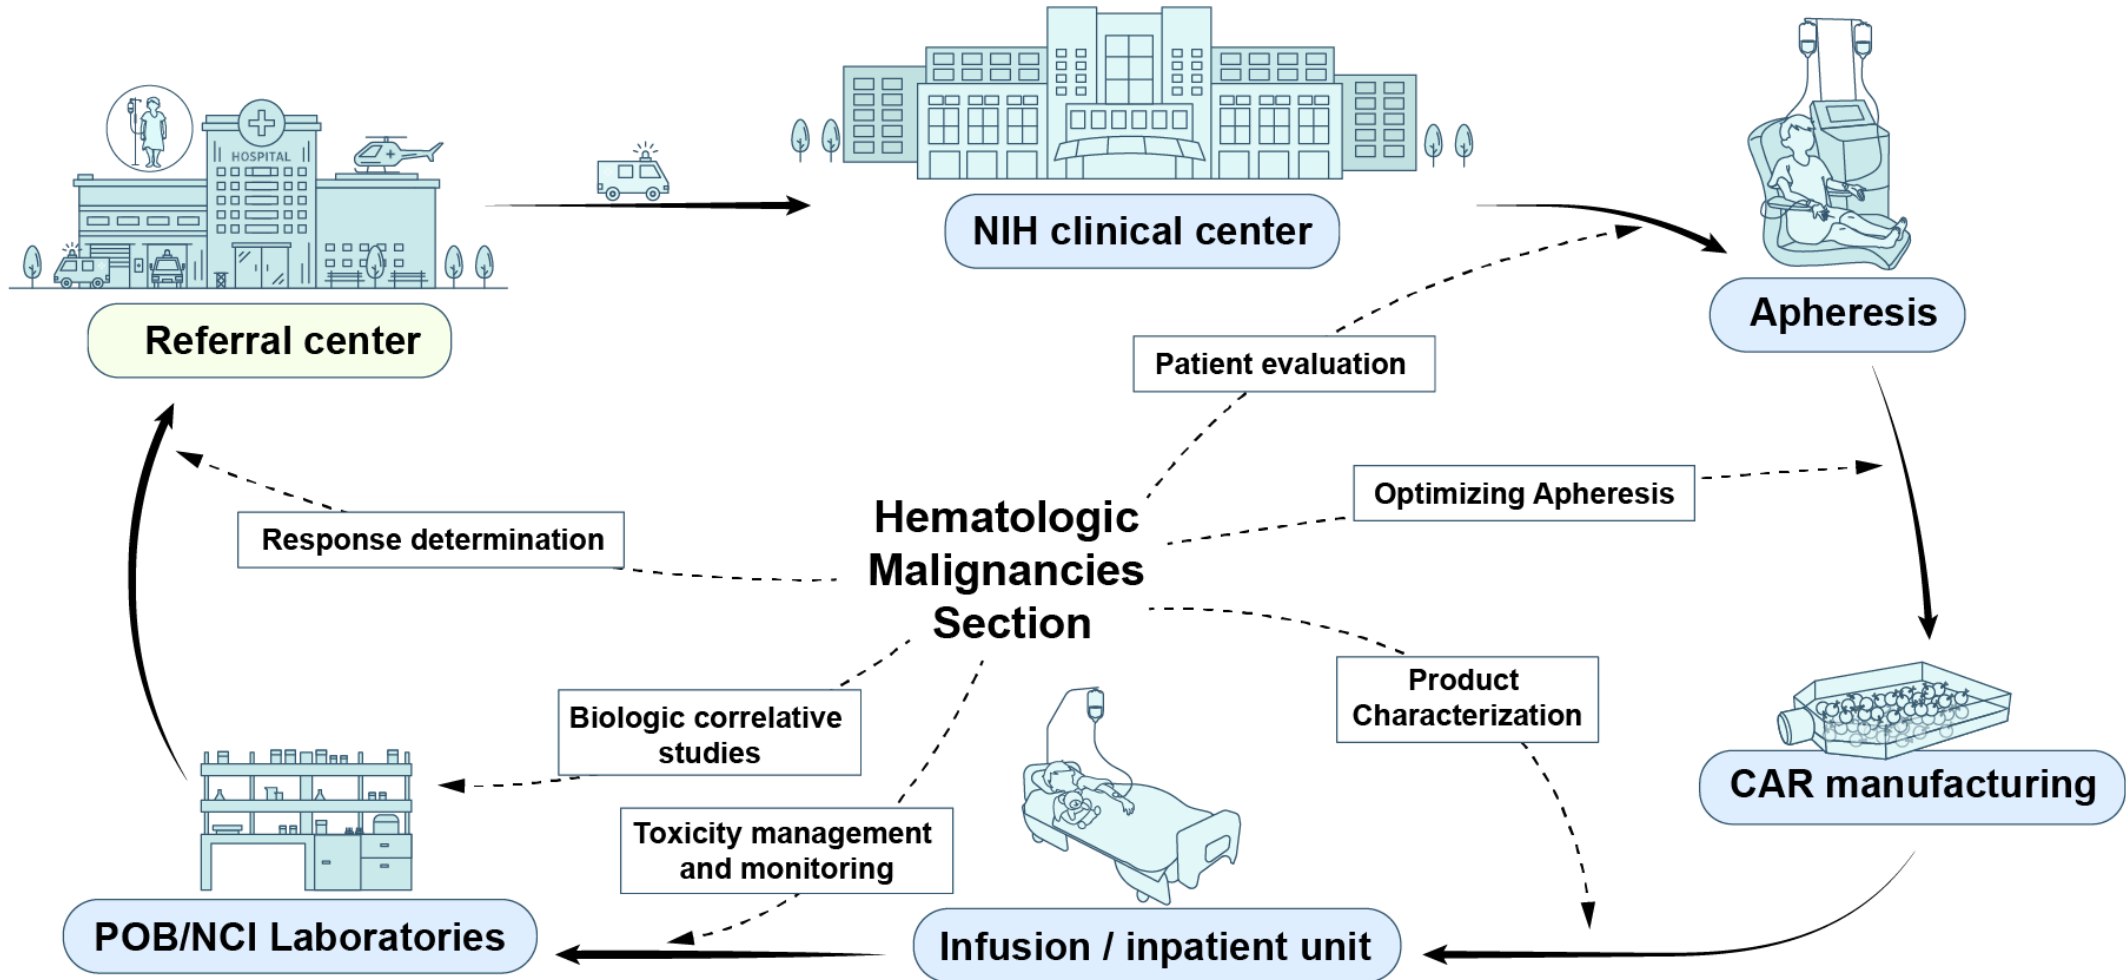 HOSPITAL
NIH clinical center
Referral center
Apheresis
Patient evaluation
Optimizing Apheresis
Hematologic
Malignancies
Section
Response determination
Product
Characterization
Biologic correlative
studies
CAR manufacturing
Toxicity management
and monitoring
POB/NCI Laboratories
Infusion / inpatient unit